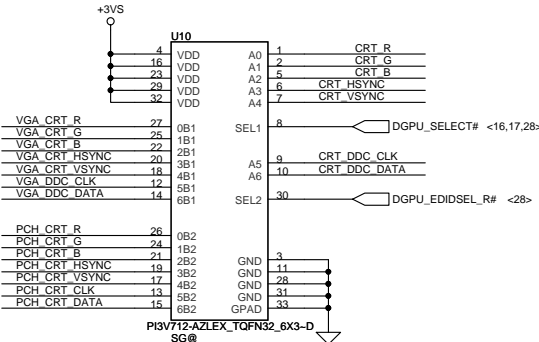 +3VS
U10
4 VDD A0 1 CRT_R
16 VDD A1 2 CRT_G
23 VDD A2 5 CRT_B
29 VDD A3 6 CRT_HSYNC
32 VDD A4 7 CRT_VSYNC
VGA_CRT_R 27 0B1 SEL1 8 DGPU_SELECT# <16,17,28>
VGA_CRT_G 25 1B1
VGA_CRT_B 22 2B1
VGA_CRT_HSYNC 20 3B1 A5 9 CRT_DDC_CLK
VGA_CRT_VSYNC 18 4B1 A6 10 CRT_DDC_DATA
VGA_DDC_CLK 12 5B1
VGA_DDC_DATA 14 6B1 SEL2 30 DGPU_EDIDSEL_R# <28>
PCH_CRT_R 26 0B2
PCH_CRT_G 24 1B2
PCH_CRT_B 21 2B2 GND 3
PCH_CRT_HSYNC 19 3B2 GND 11
PCH_CRT_VSYNC 17 4B2 GND 28
PCH_CRT_CLK 13 5B2 GND 31
PCH_CRT_DATA 15 6B2 GPAD 33
PI3V712-AZLEX_TQFN32_6X3~D
SG@